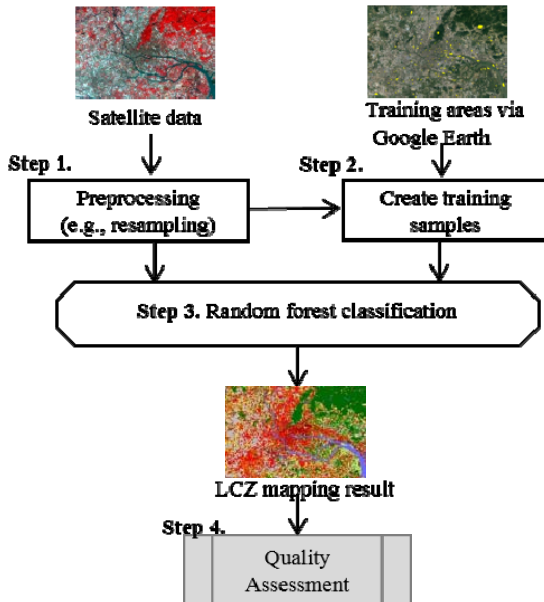 Satellite data
Training areas via
Google Earth
Step 1.
Step 2.
Preprocessing
(e.g., resampling)
Create training
samples
Step 3. Random forest classification
LCZ mapping result
Step 4.
Quality
Assessment